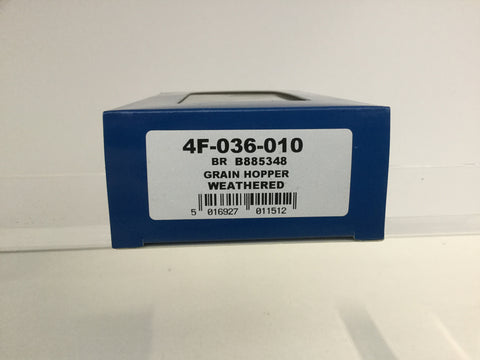 4F-036-010
BR B885348
GRAIN HOPPER
WEATHERED
5 016927 011512